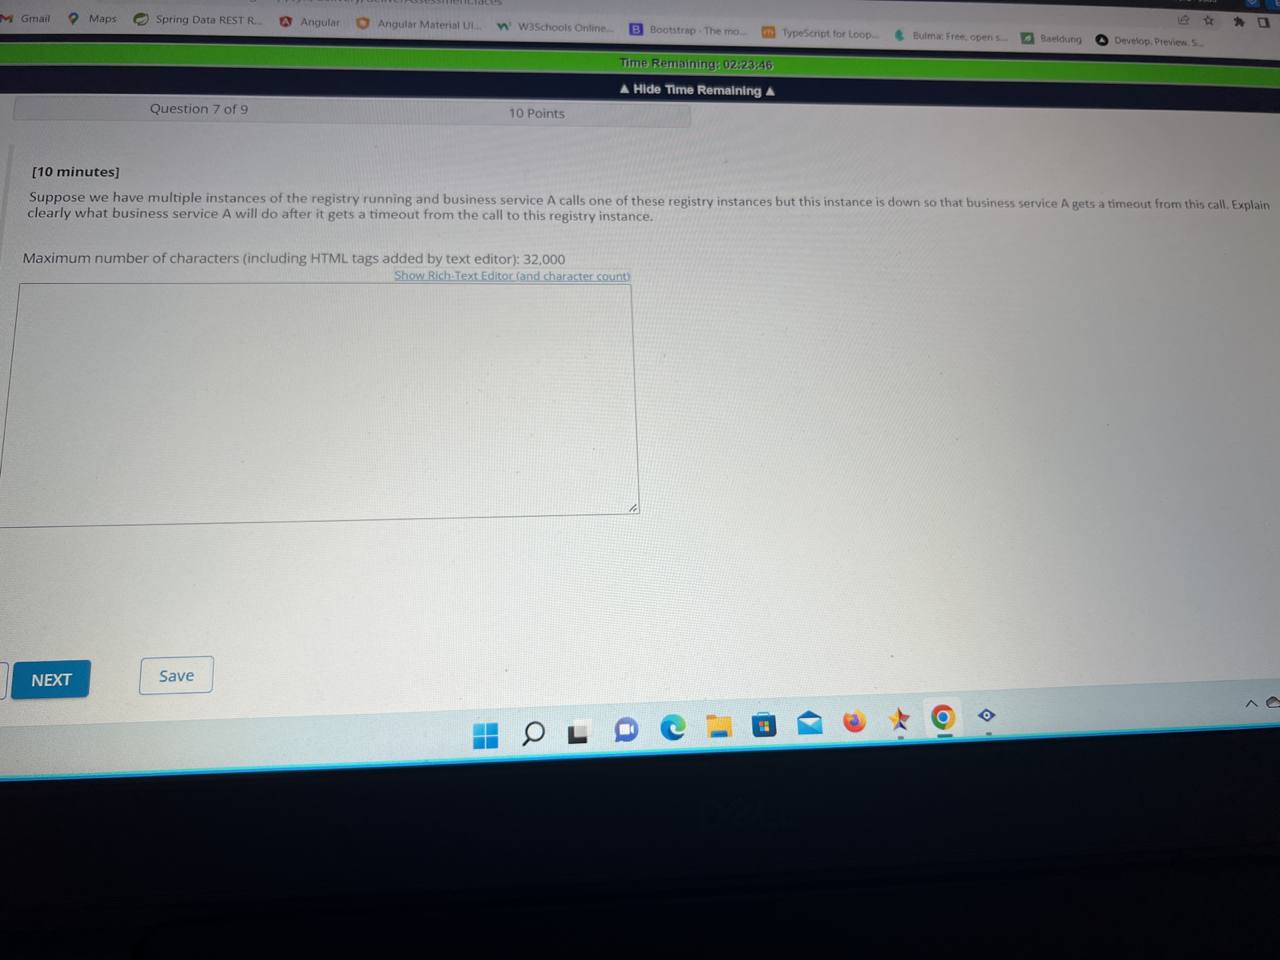 Gmail Maps Spring Data REST R... Angular Angular Material UI... W3Schools Online... Bootstrap · The mo... TypeScript for Loop... Bulma: Free, open s... Baeldung Develop. Preview. S...
Time Remaining: 02:23:46
▲ Hide Time Remaining ▲
Question 7 of 9 10 Points
[10 minutes]
Suppose we have multiple instances of the registry running and business service A calls one of these registry instances but this instance is down so that business service A gets a timeout from this call. Explain
clearly what business service A will do after it gets a timeout from the call to this registry instance.
Maximum number of characters (including HTML tags added by text editor): 32,000
Show Rich-Text Editor (and character count)
NEXT Save